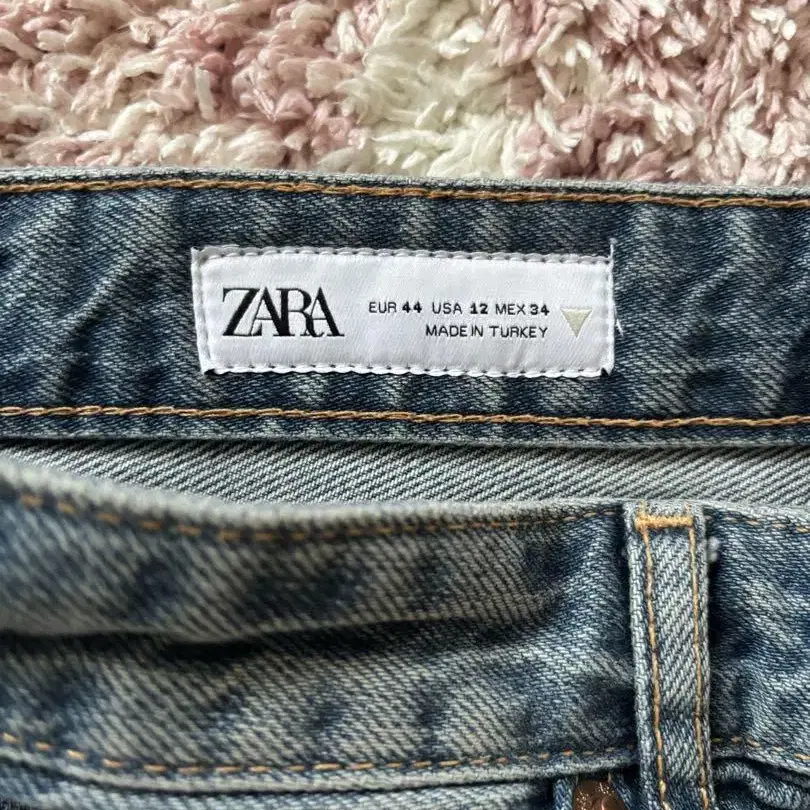 ZARA
EUR 44 USA 12 MEX 34
MADE IN TURKEY